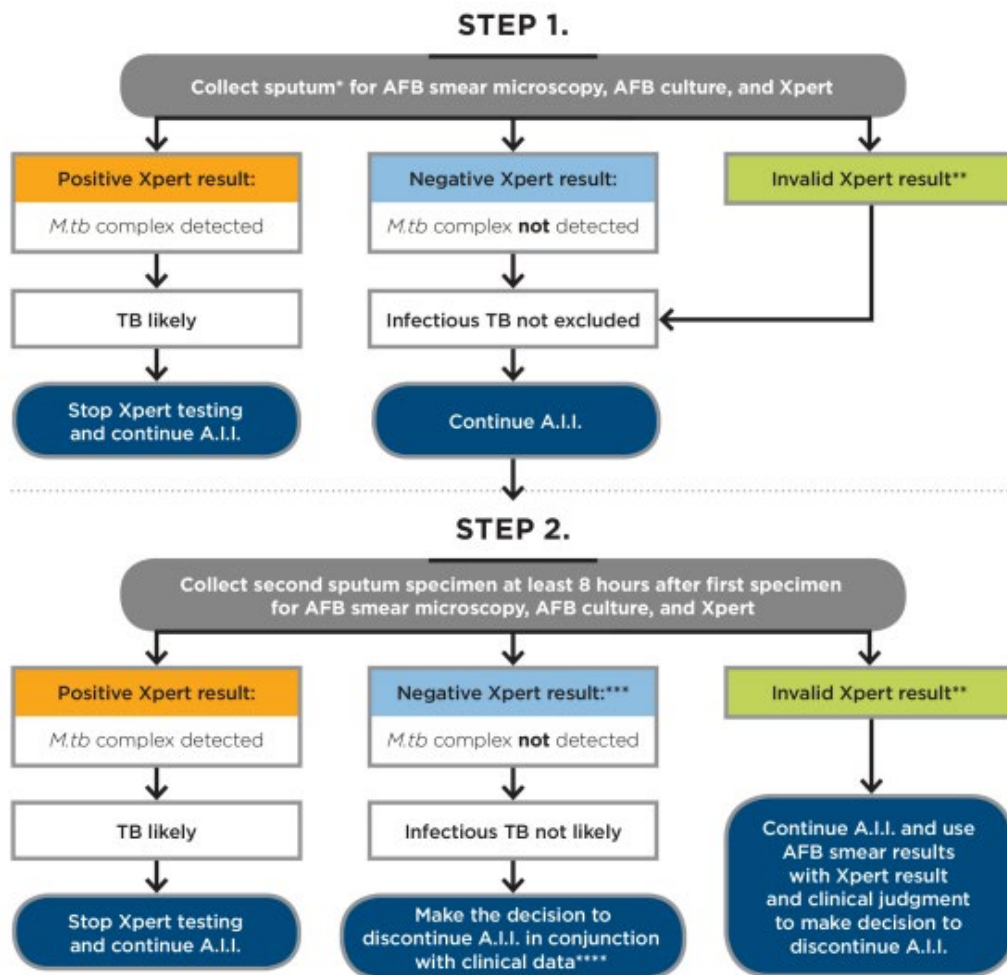 STEP 1.
Collect sputum* for AFB smear microscopy, AFB culture, and Xpert
Positive Xpert result:
M.tb complex detected
TB likely
Stop Xpert testing
and continue A.I.I.
Negative Xpert result:
M.tb complex not detected
Infectious TB not excluded
Continue A.I.I.
Invalid Xpert result**
STEP 2.
Collect second sputum specimen at least 8 hours after first specimen
for AFB smear microscopy, AFB culture, and Xpert
Positive Xpert result:
M.tb complex detected
TB likely
Stop Xpert testing
and continue A.I.I.
Negative Xpert result:***
M.tb complex not detected
Infectious TB not likely
Make the decision to
discontinue A.I.I. in conjunction
with clinical data****
Invalid Xpert result**
Continue A.I.I. and use
AFB smear results
with Xpert result
and clinical judgment
to make decision to
discontinue A.I.I.